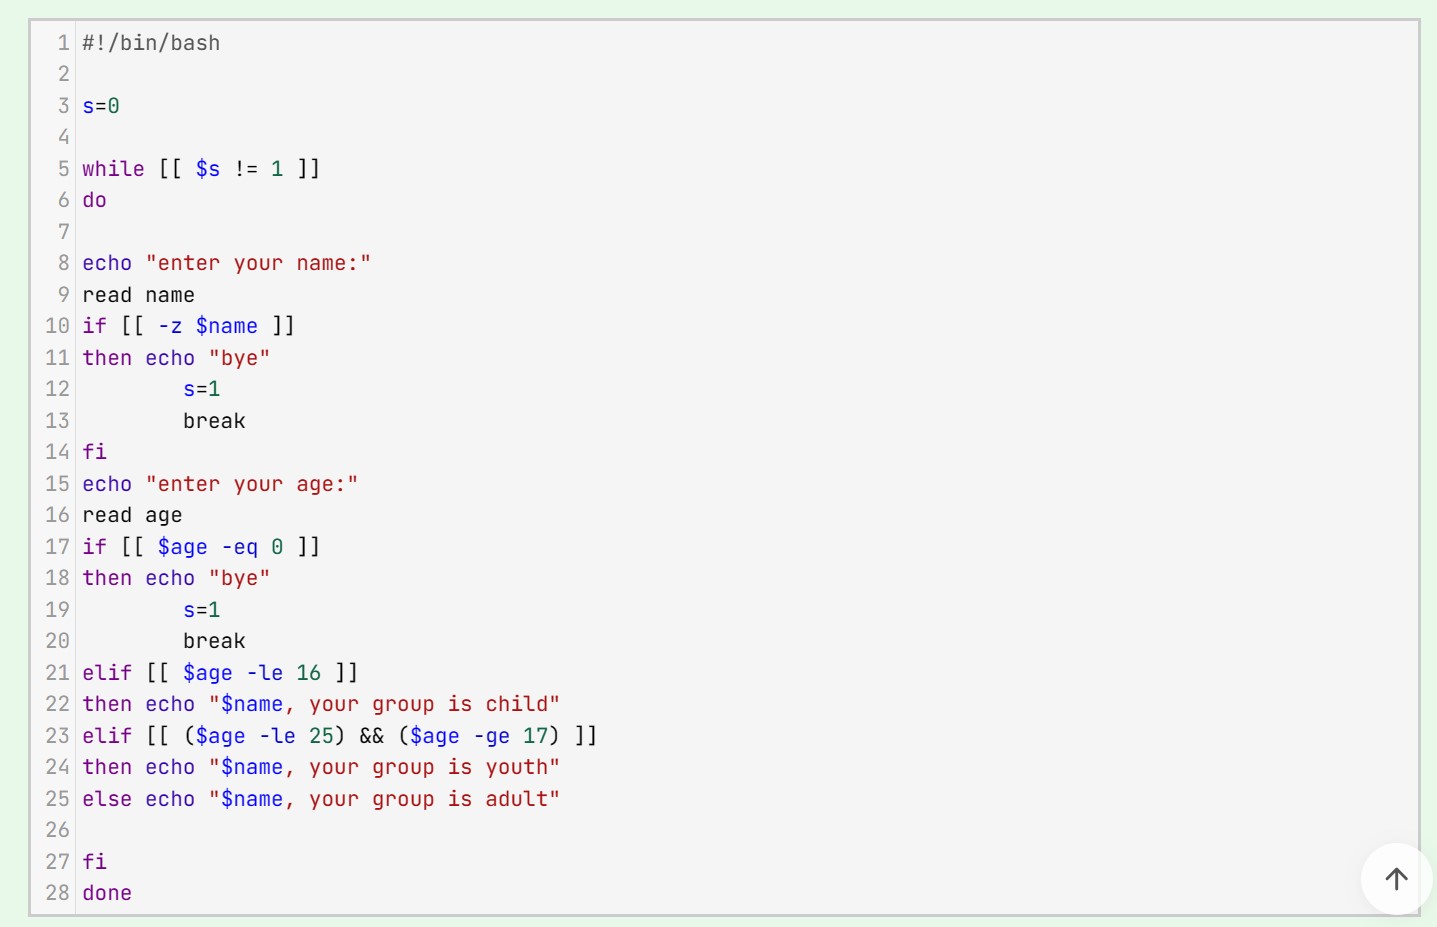 1 #!/bin/bash
2
3 s=0
4
5 while [[ $s != 1 ]]
6 do
7
8 echo "enter your name:"
9 read name
10 if [[ -z $name ]]
11 then echo "bye"
12         s=1
13         break
14 fi
15 echo "enter your age:"
16 read age
17 if [[ $age -eq 0 ]]
18 then echo "bye"
19         s=1
20         break
21 elif [[ $age -le 16 ]]
22 then echo "$name, your group is child"
23 elif [[ ($age -le 25) && ($age -ge 17) ]]
24 then echo "$name, your group is youth"
25 else echo "$name, your group is adult"
26
27 fi
28 done